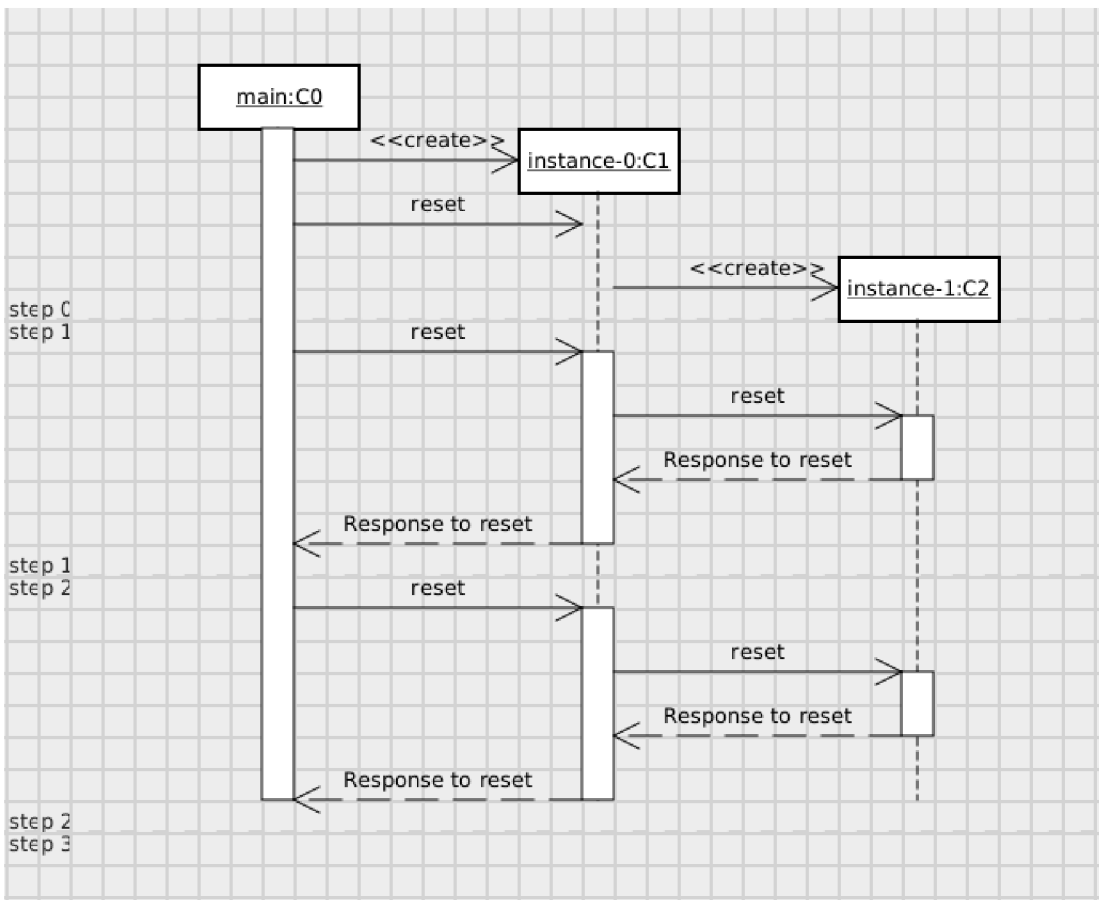 main:C0
<<create>>
instance-0:C1
reset
<<create>>
instance-1:C2
step 0
step 1
reset
reset
Response to reset
Response to reset
step 1
step 2
reset
reset
Response to reset
Response to reset
step 2
step 3